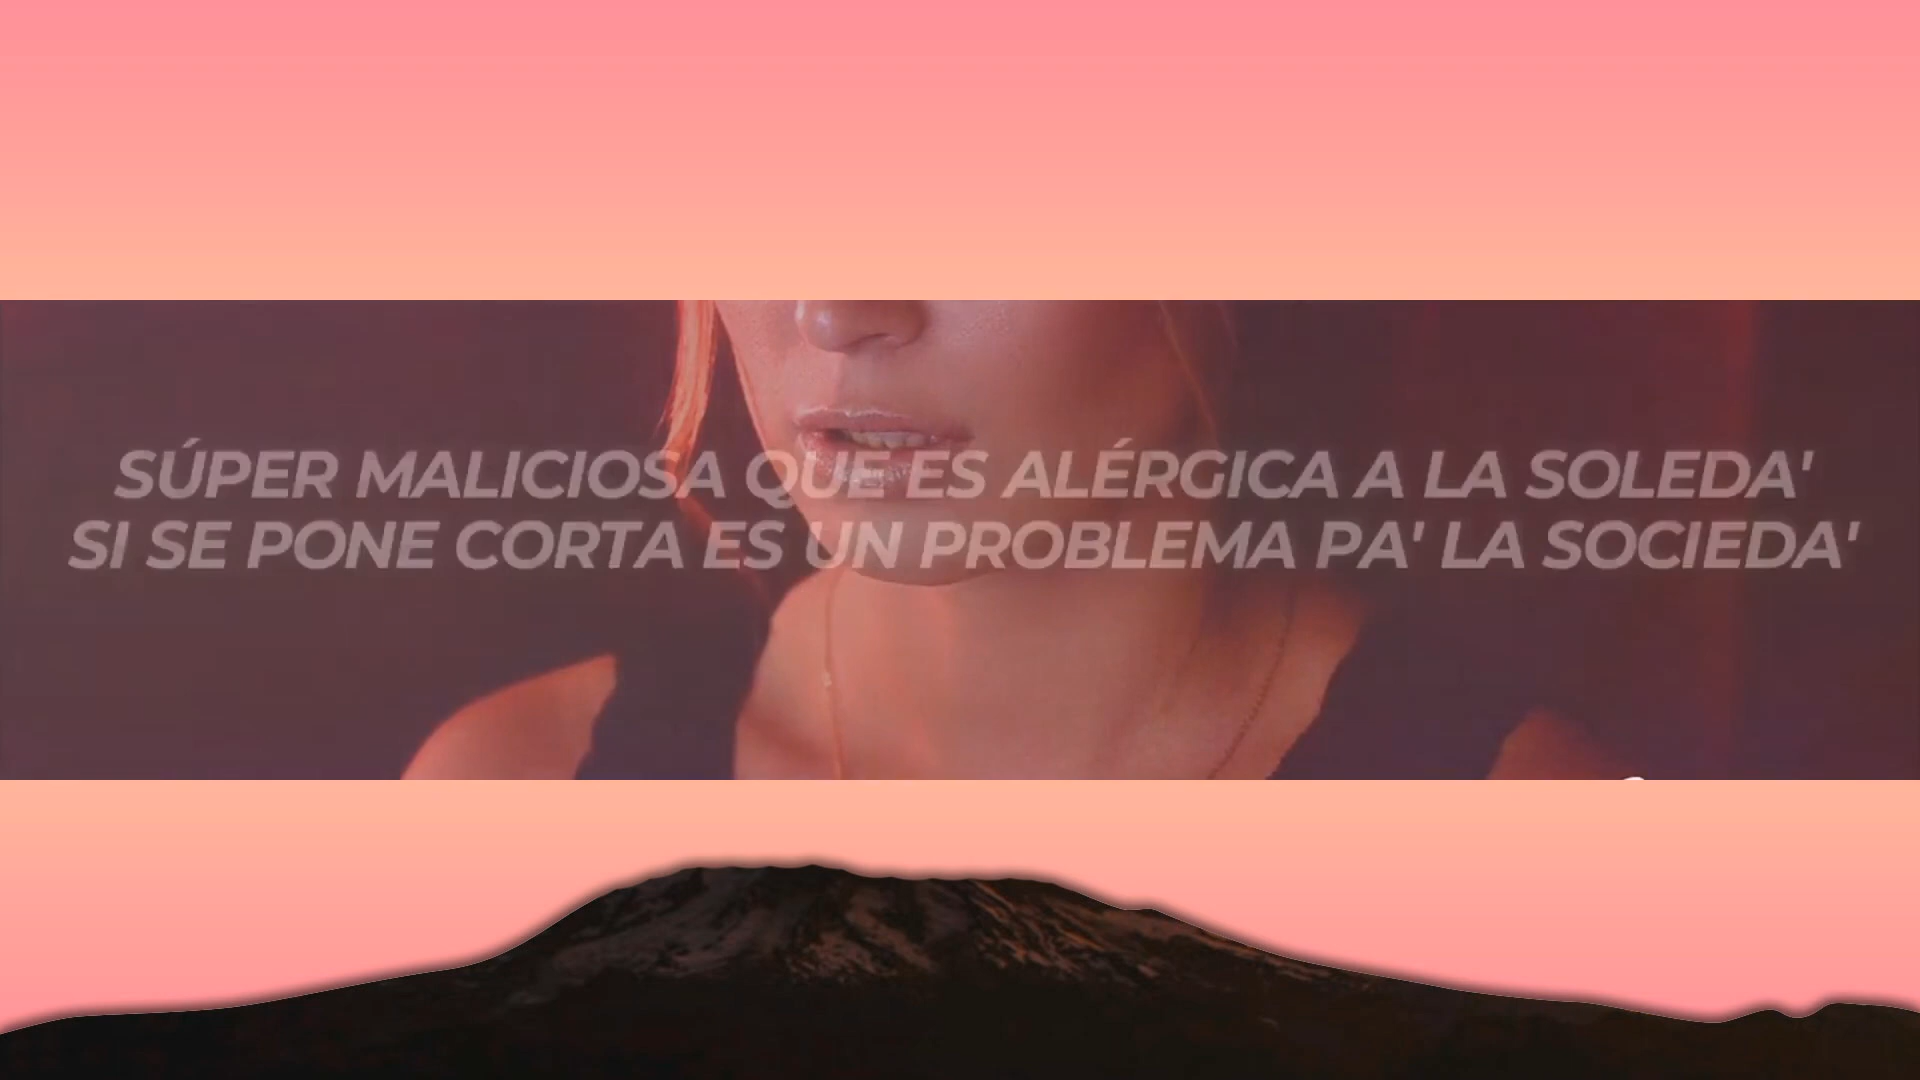 SÚPER MALICIOSA QUE ES ALÉRGICA A LA SOLEDA'
SI SE PONE CORTA ES UN PROBLEMA PA' LA SOCIEDA'